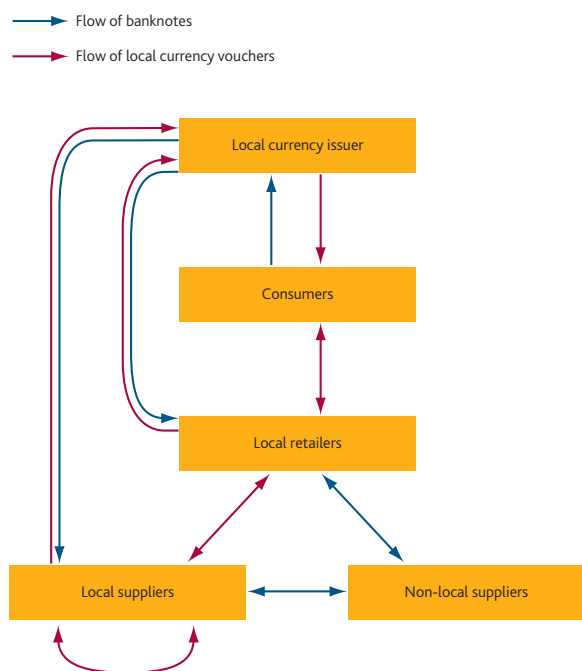 Flow of banknotes
Flow of local currency vouchers
Local currency issuer
Consumers
Local retailers
Local suppliers
Non-local suppliers